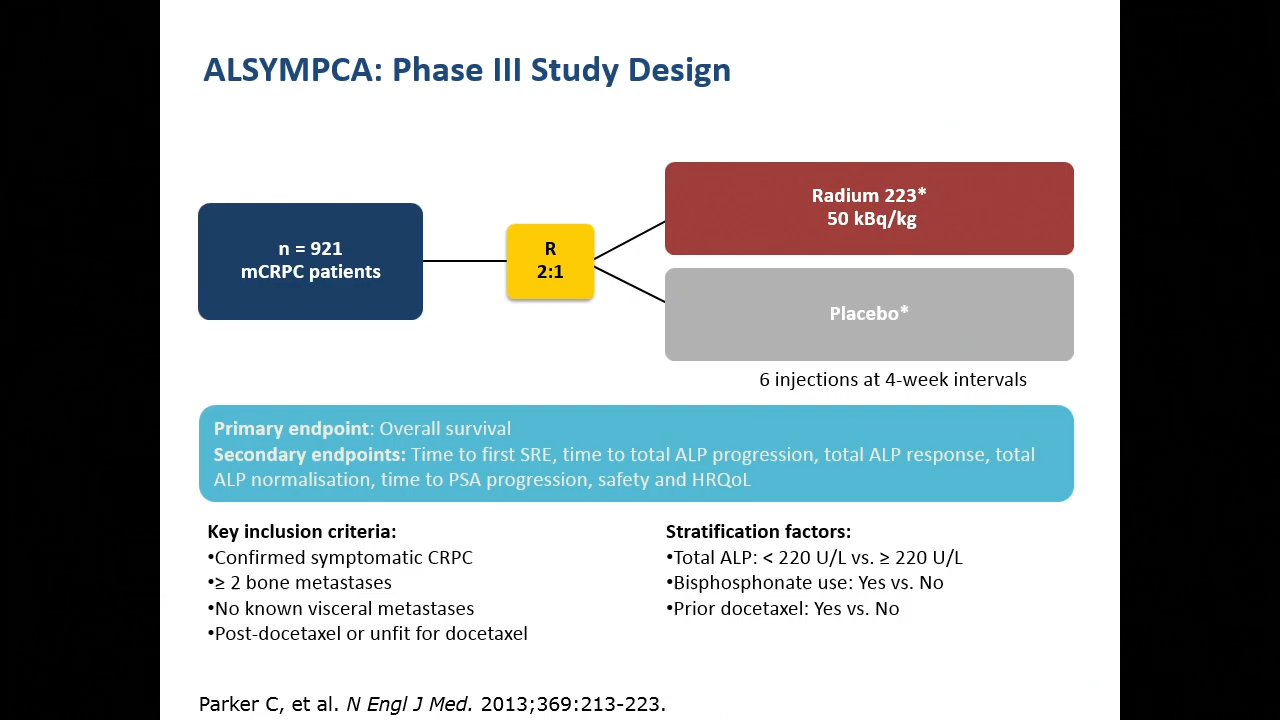 ALSYMPCA: Phase III Study Design
n = 921
mCRPC patients
R
2:1
Radium 223*
50 kBq/kg
Placebo*
6 injections at 4-week intervals
Primary endpoint: Overall survival
Secondary endpoints: Time to first SRE, time to total ALP progression, total ALP response, total
ALP normalisation, time to PSA progression, safety and HRQoL
Key inclusion criteria:
•Confirmed symptomatic CRPC
•≥ 2 bone metastases
•No known visceral metastases
•Post-docetaxel or unfit for docetaxel
Stratification factors:
•Total ALP: < 220 U/L vs. ≥ 220 U/L
•Bisphosphonate use: Yes vs. No
•Prior docetaxel: Yes vs. No
Parker C, et al. N Engl J Med. 2013;369:213-223.